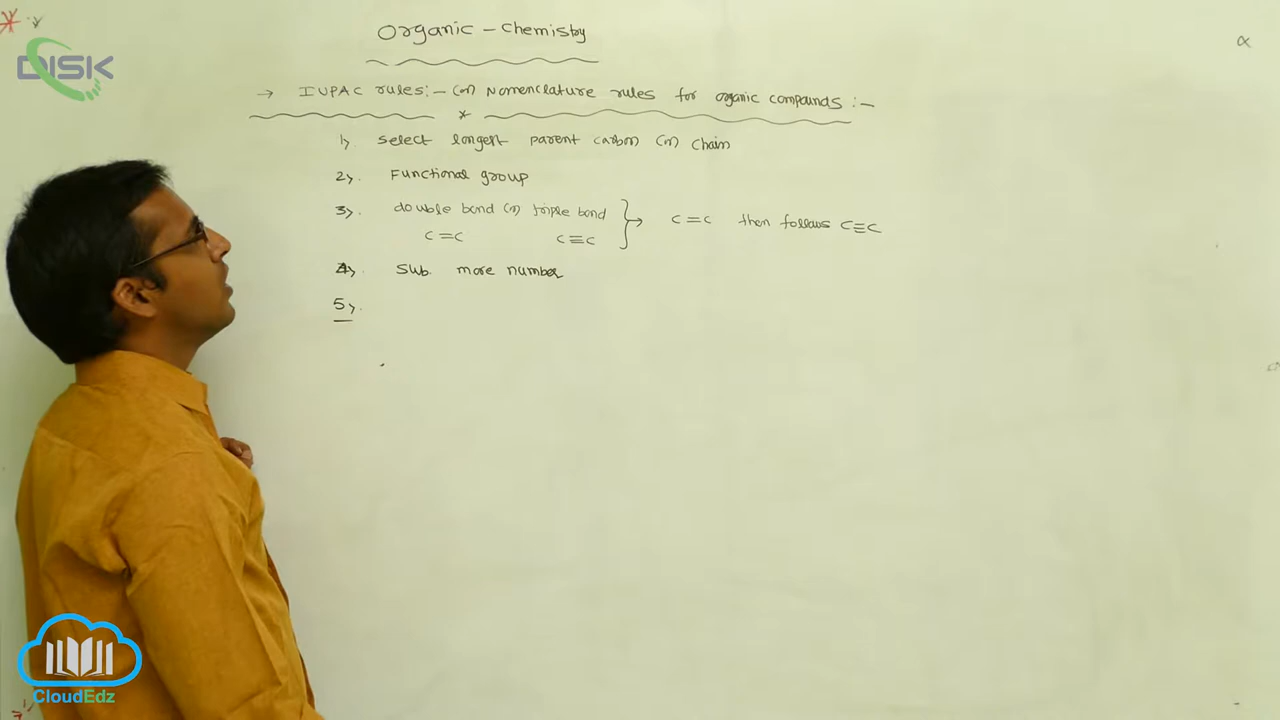 DISK
Organic - Chemisty
→ IUPAC rules:- (or) Nomenclature rules for organic compounds :-
1, select longest parent carbon (or) chain
2, Functional group
3, double bond (or) triple bond
C=C C≡C
} → C=C then follows C≡C
4, Sub. more number
5,
α
CloudEdz